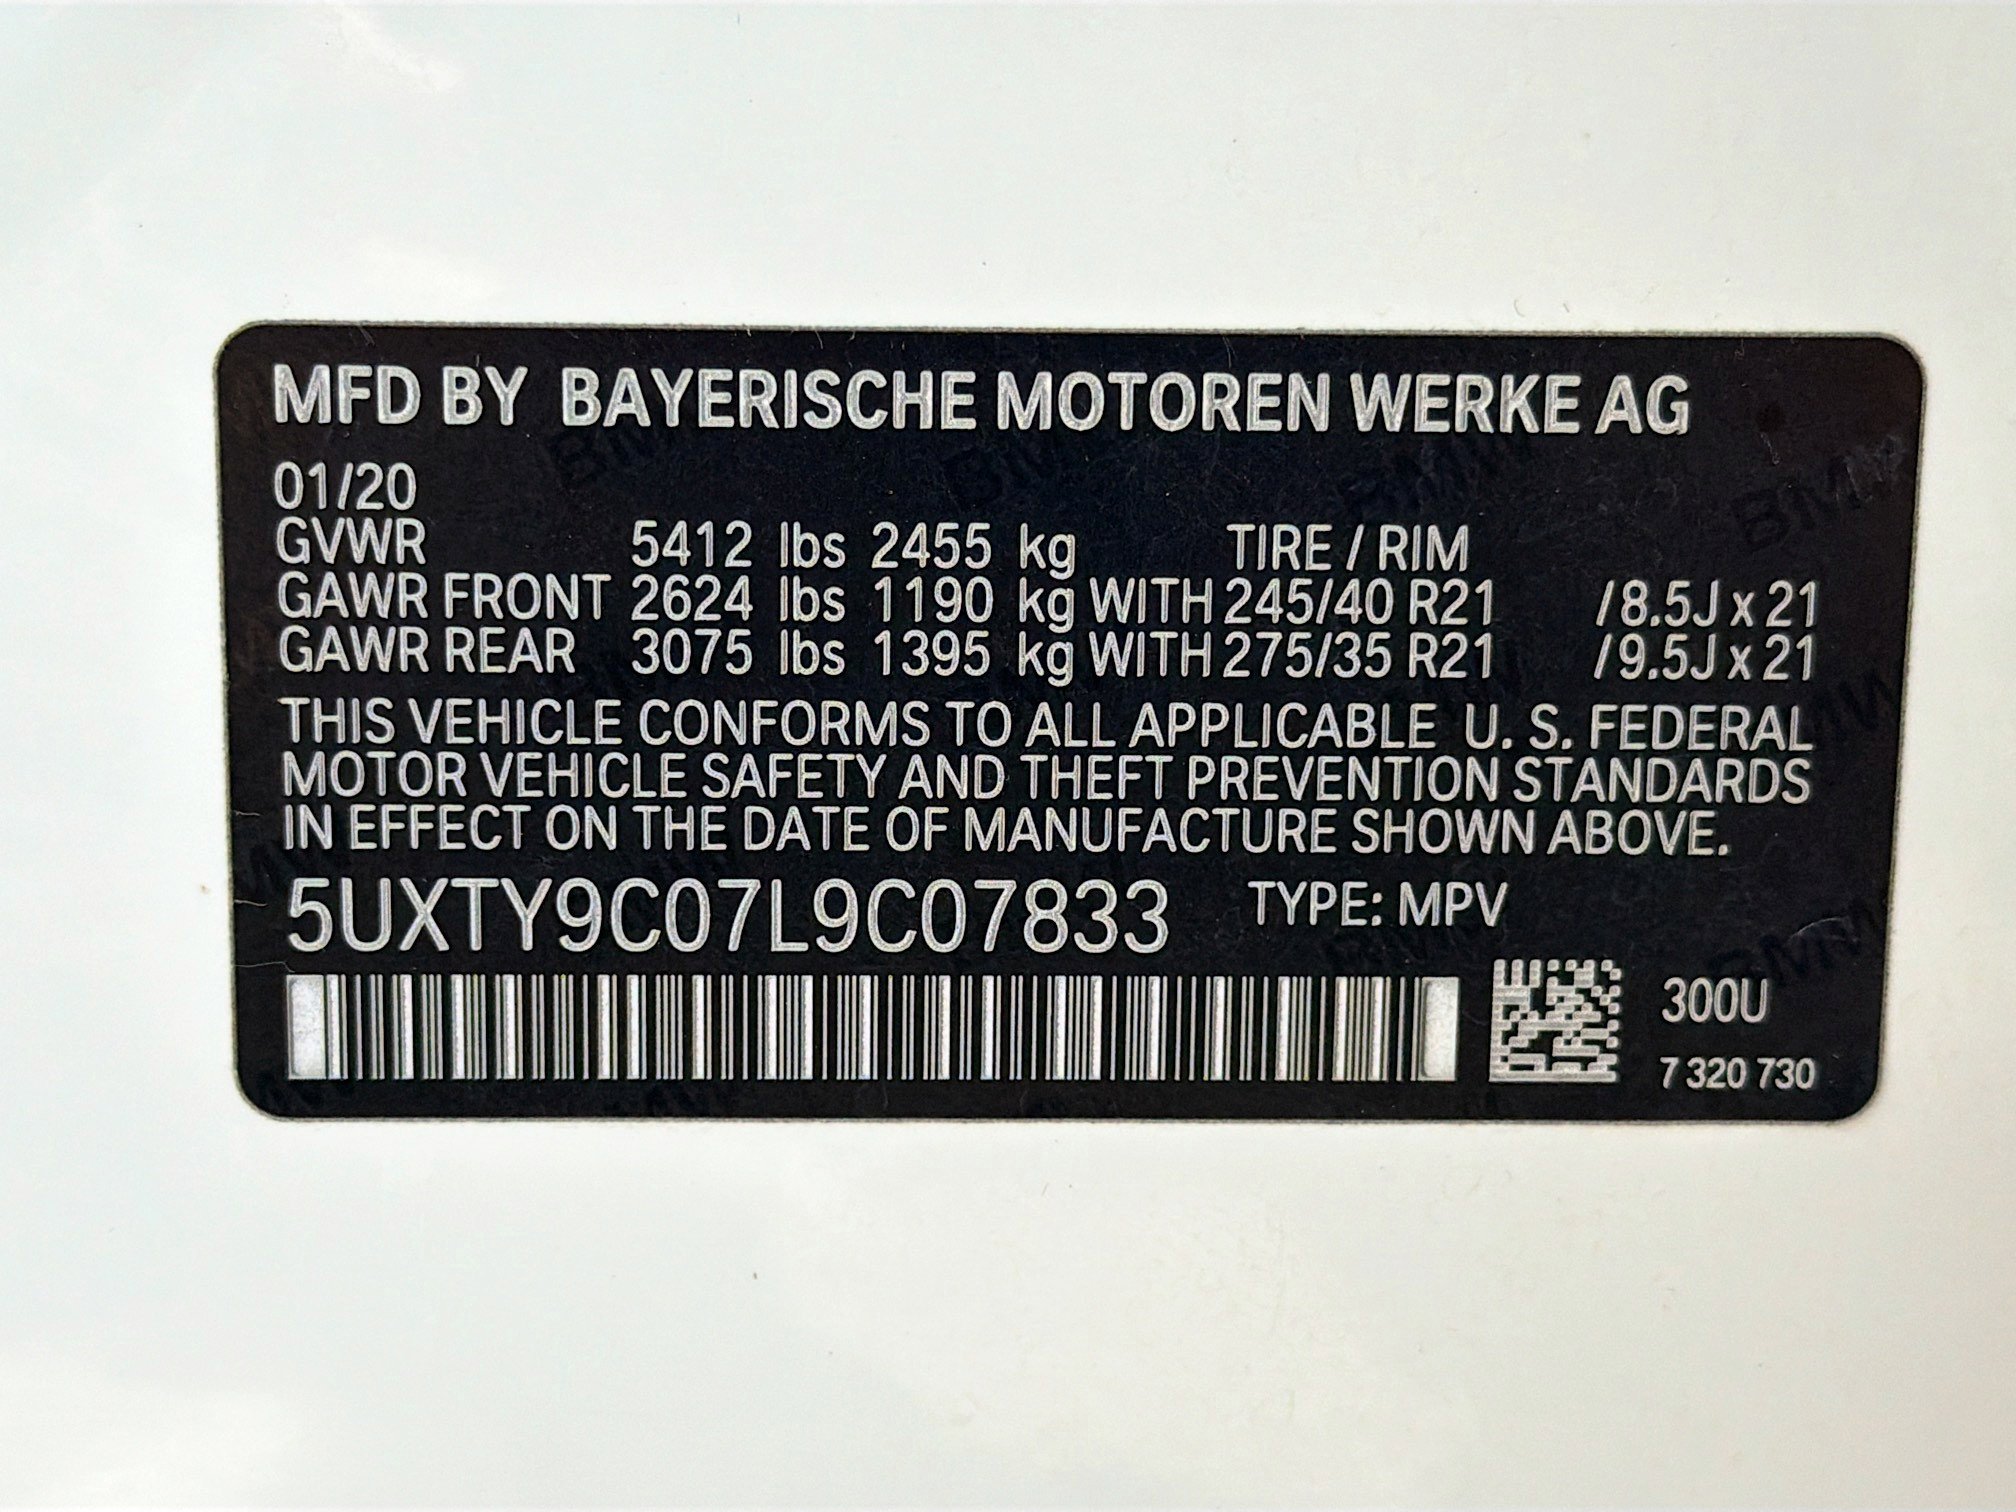 MFD BY BAYERISCHE MOTOREN WERKE AG
01/20
GVWR 5412 lbs 2455 kg TIRE / RIM
GAWR FRONT 2624 lbs 1190 kg WITH 245/40 R21 /8.5J x 21
GAWR REAR 3075 lbs 1395 kg WITH 275/35 R21 /9.5J x 21
THIS VEHICLE CONFORMS TO ALL APPLICABLE U. S. FEDERAL
MOTOR VEHICLE SAFETY AND THEFT PREVENTION STANDARDS
IN EFFECT ON THE DATE OF MANUFACTURE SHOWN ABOVE.
5UXTY9C07L9C07833 TYPE: MPV
300U
7 320 730